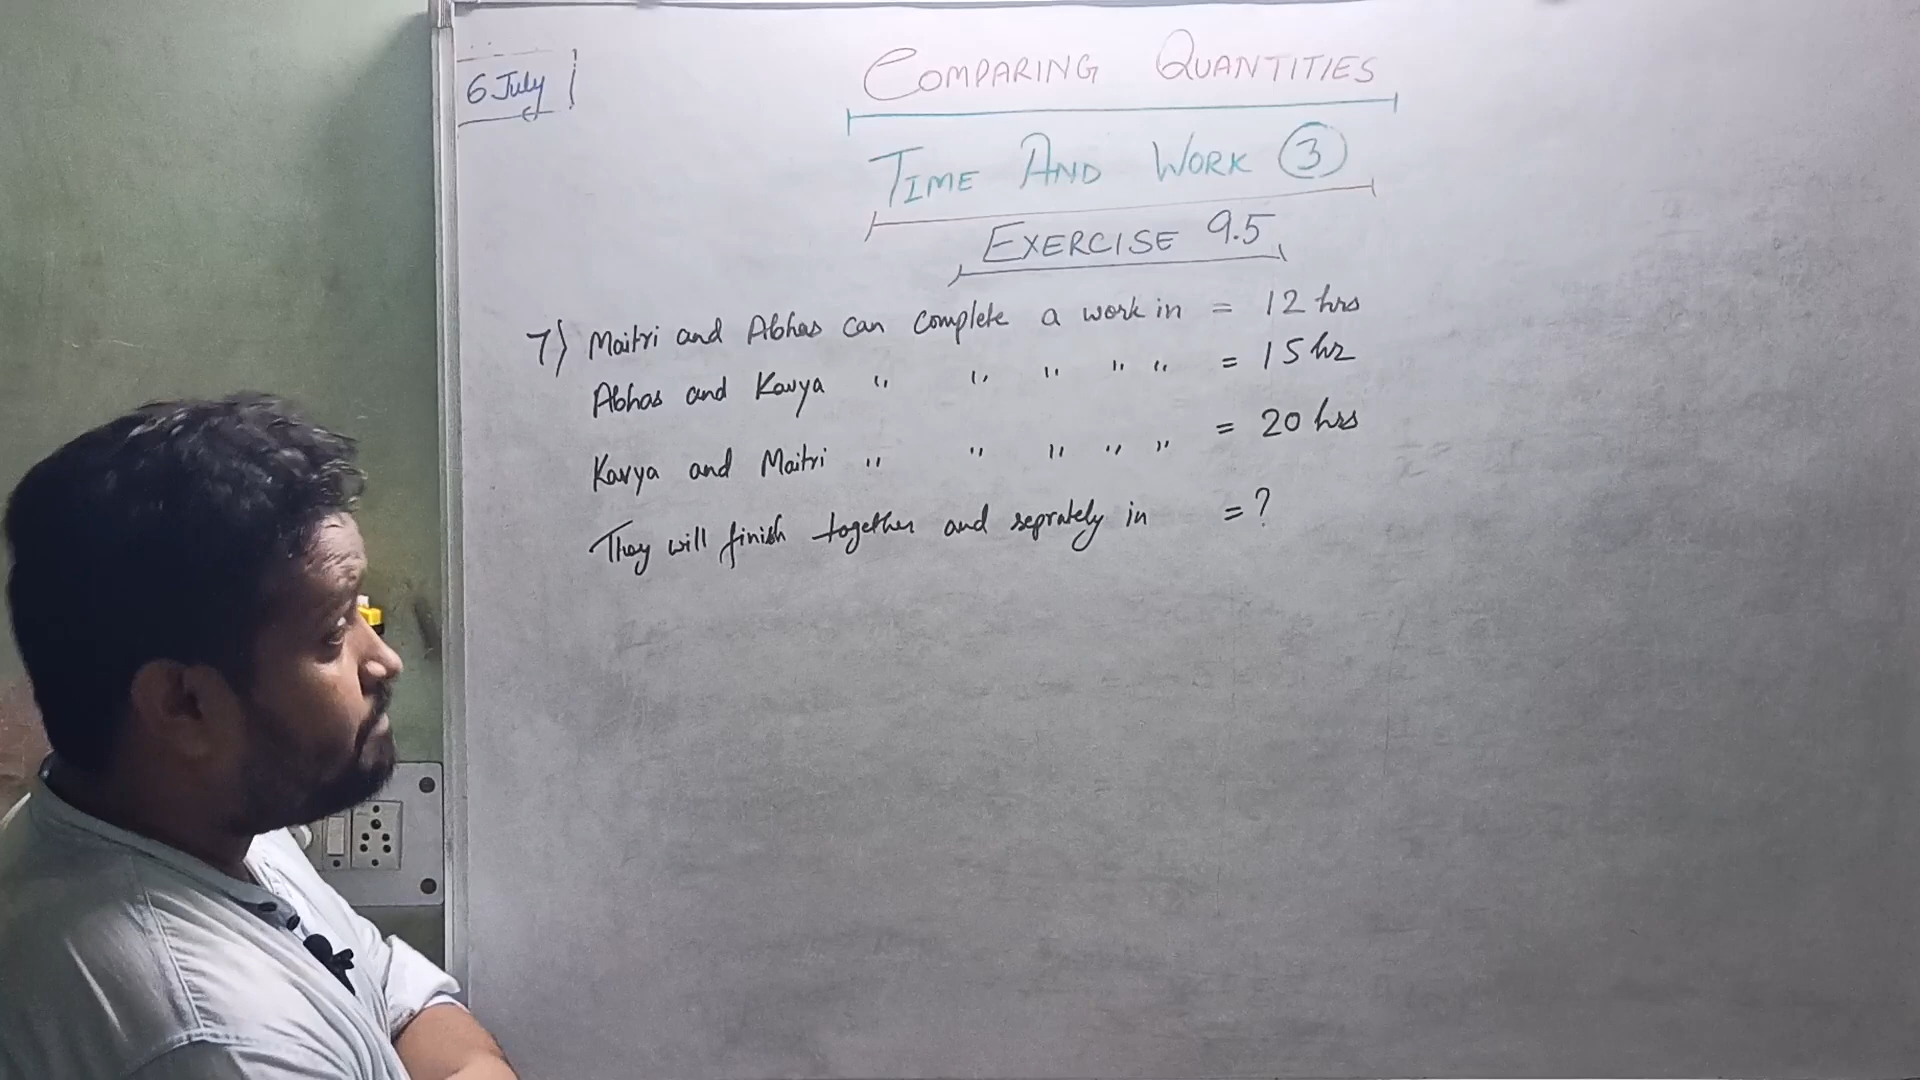 6 July
COMPARING QUANTITIES
TIME AND WORK 3
EXERCISE 9.5
7) Maitri and Abhas can complete a work in = 12 hrs
Abhas and Kavya " " " " " = 15 hr
Kavya and Maitri " " " " " = 20 hrs
They will finish together and seprately in = ?